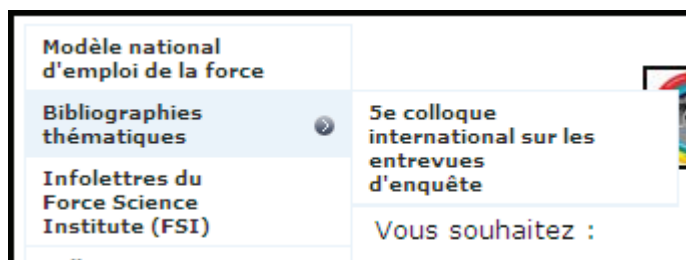 Modèle national
d'emploi de la force
Bibliographies
thématiques
5e colloque
international sur les
entrevues
d'enquête
Infolettres du
Force Science
Institute (FSI)
Vous souhaitez :